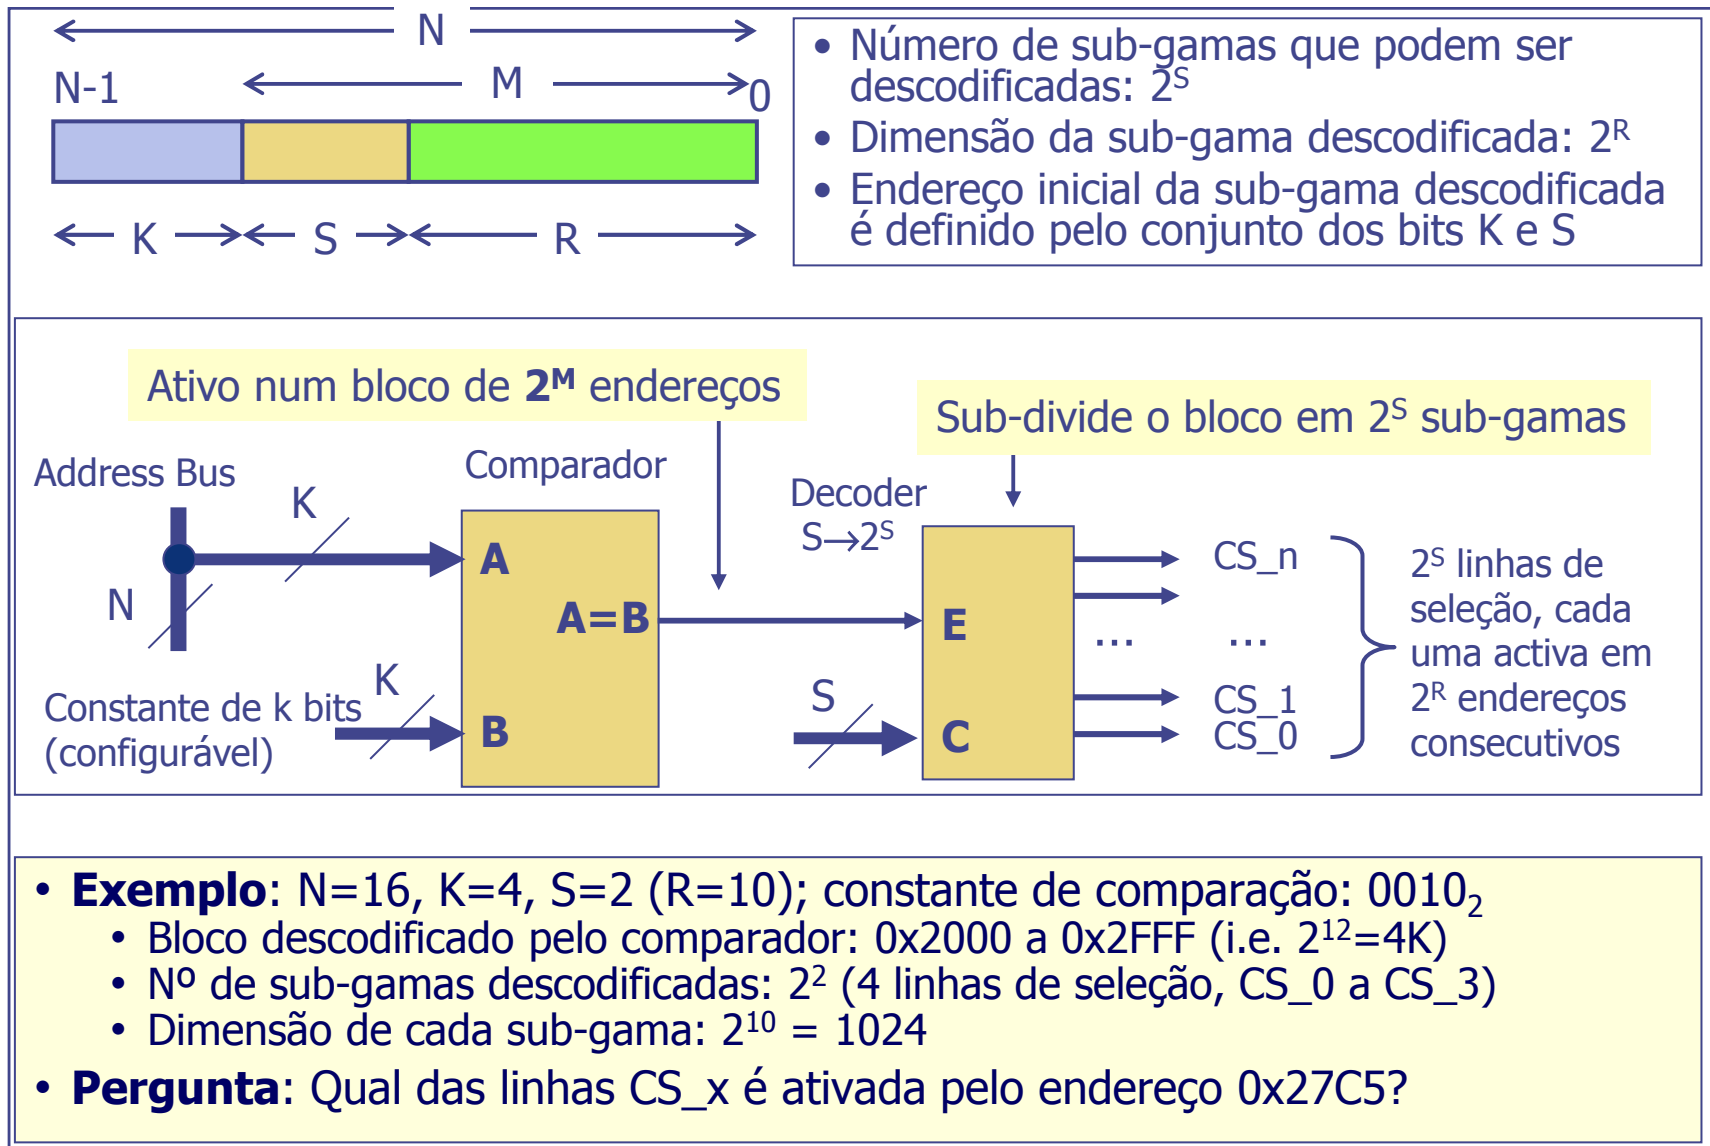 N
N-1
M
0
K
S
R
• Número de sub-gamas que podem ser
descodificadas: 2ˢ
• Dimensão da sub-gama descodificada: 2ᴿ
• Endereço inicial da sub-gama descodificada
é definido pelo conjunto dos bits K e S
Ativo num bloco de 2ᴹ endereços
Sub-divide o bloco em 2ˢ sub-gamas
Address Bus
Comparador
Decoder
S→2ˢ
K
N
A
A=B
B
K
Constante de k bits
(configurável)
S
E
C
CS_n
... ...
CS_1
CS_0
2ˢ linhas de
seleção, cada
uma activa em
2ᴿ endereços
consecutivos
• Exemplo: N=16, K=4, S=2 (R=10); constante de comparação: 0010₂
• Bloco descodificado pelo comparador: 0x2000 a 0x2FFF (i.e. 2¹²=4K)
• Nº de sub-gamas descodificadas: 2² (4 linhas de seleção, CS_0 a CS_3)
• Dimensão de cada sub-gama: 2¹⁰ = 1024
• Pergunta: Qual das linhas CS_x é ativada pelo endereço 0x27C5?